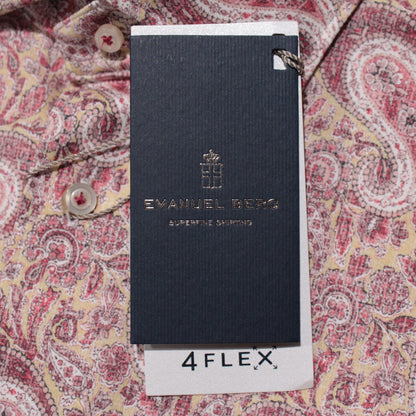 EMANUEL BERG
SUPERFINE SHIRTING
4FLEX